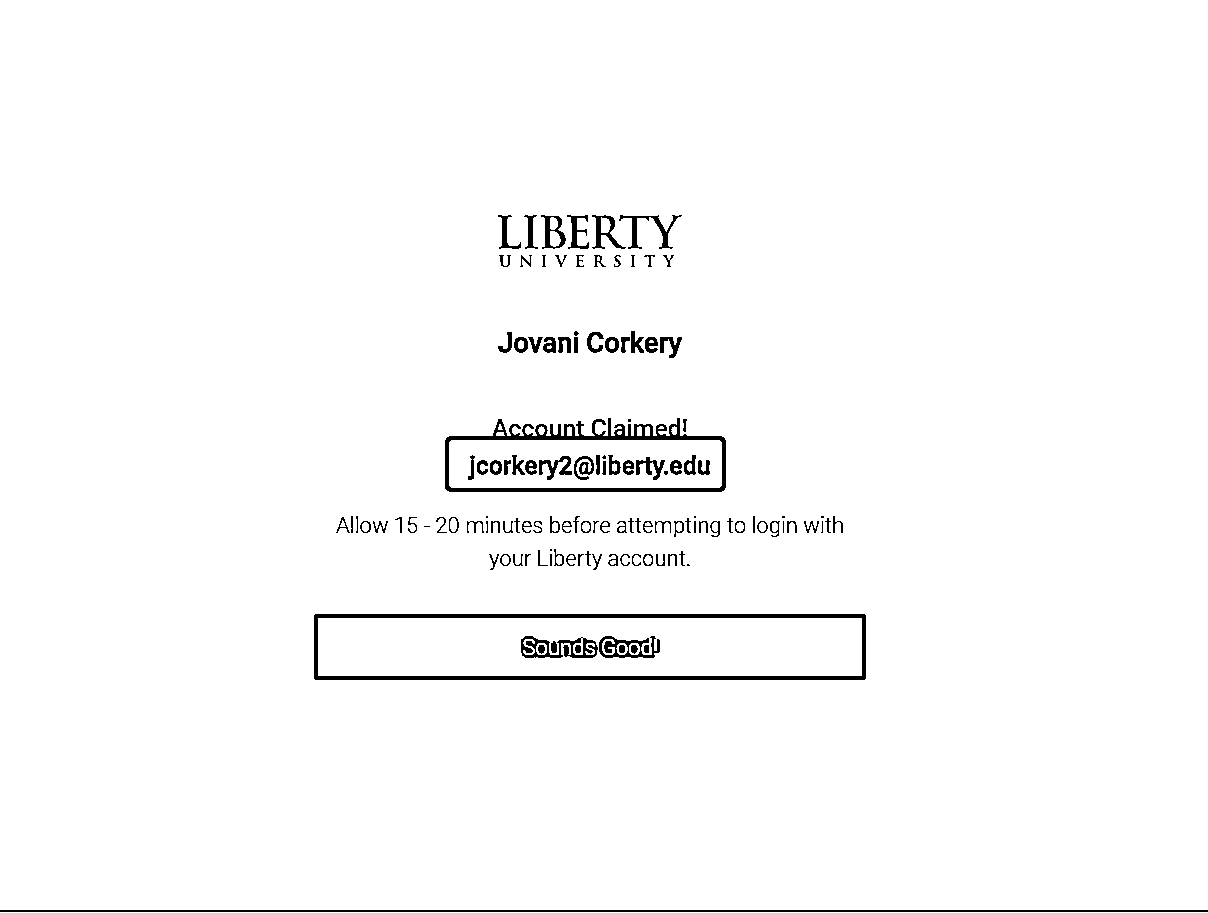 LIBERTY
UNIVERSITY
Jovani Corkery
Account Claimed!
jcorkery2@liberty.edu
Allow 15 - 20 minutes before attempting to login with
your Liberty account.
Sounds Good!